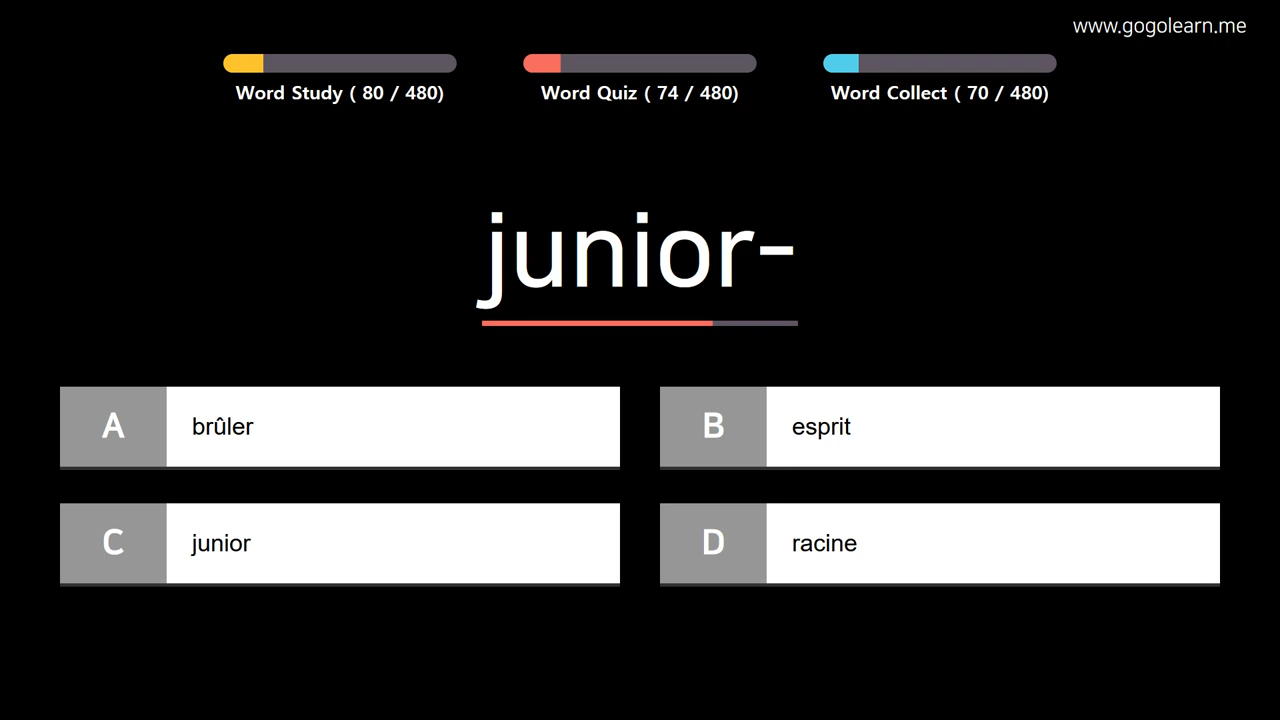 www.gogolearn.me
Word Study ( 80 / 480)
Word Quiz ( 74 / 480)
Word Collect ( 70 / 480)
junior-
A brûler
B esprit
C junior
D racine